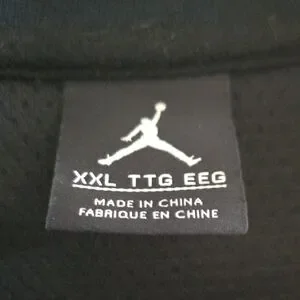 XXL TTG EEG
MADE IN CHINA
FABRIQUE EN CHINE